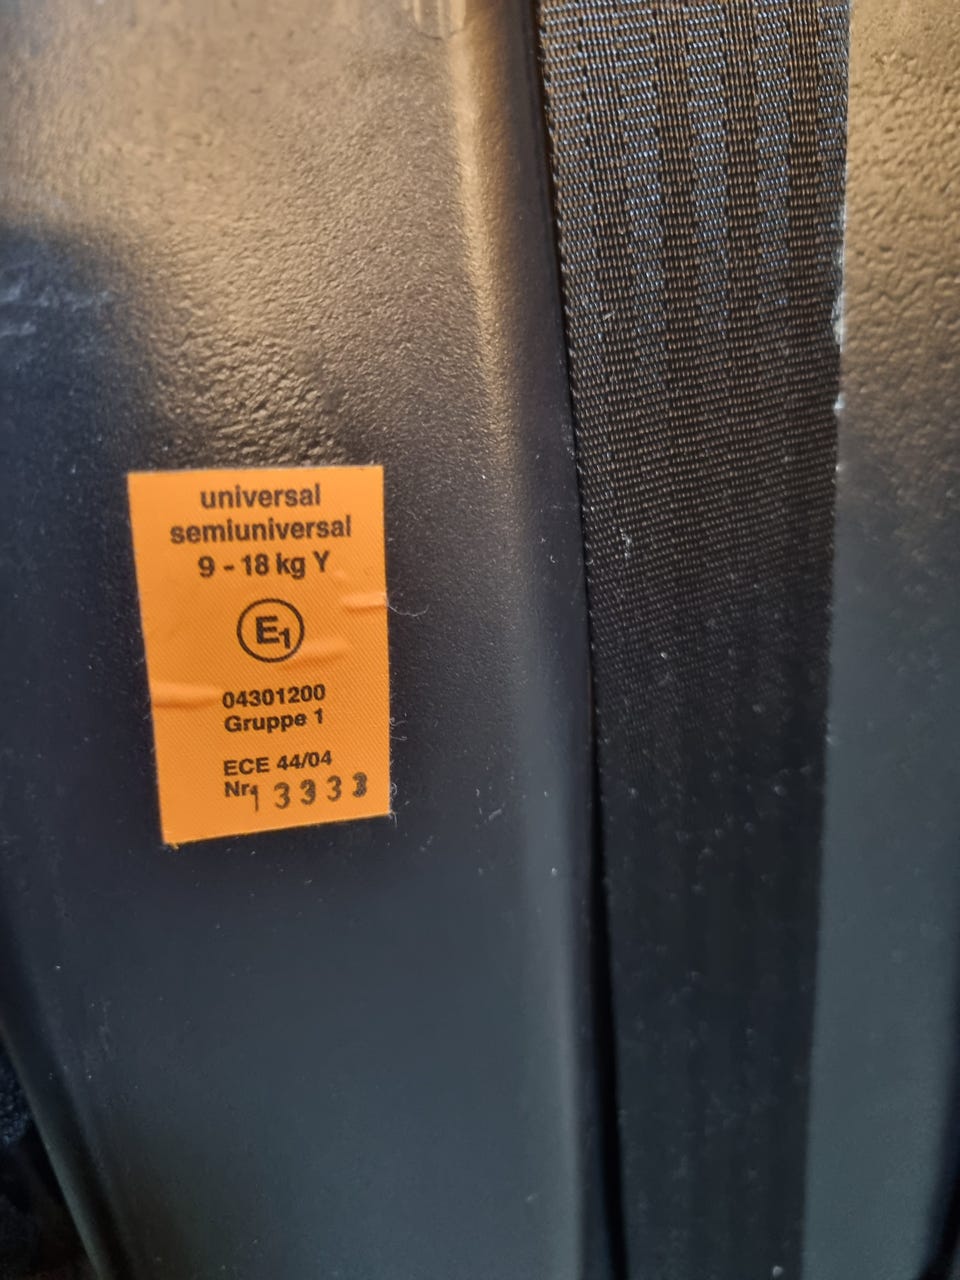 universal
semiuniversal
9 - 18 kg Y
E1
04301200
Gruppe 1
ECE 44/04
Nr. 13333